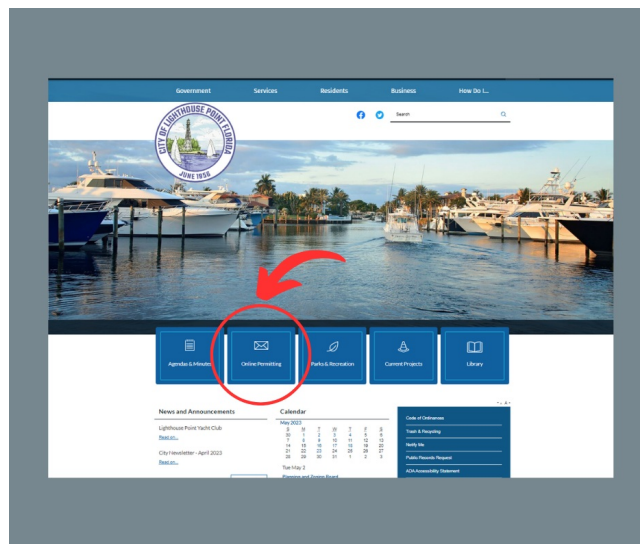 Government Services Residents Business How Do I...
CITY OF LIGHTHOUSE POINT, FLORIDA
JUNE 1956
Search
Agendas & Minutes
Online Permitting
Parks & Recreation
Current Projects
Library
News and Announcements
Lighthouse Point Yacht Club
Read on...
City Newsletter - April 2023
Read on...
Calendar
May 2023
S M T W T F S
30 1 2 3 4 5 6
7 8 9 10 11 12 13
14 15 16 17 18 19 20
21 22 23 24 25 26 27
28 29 30 31 1 2 3
Tue May 2
Planning and Zoning Board
Code of Ordinances
Trash & Recycling
Notify Me
Public Records Request
ADA Accessibility Statement